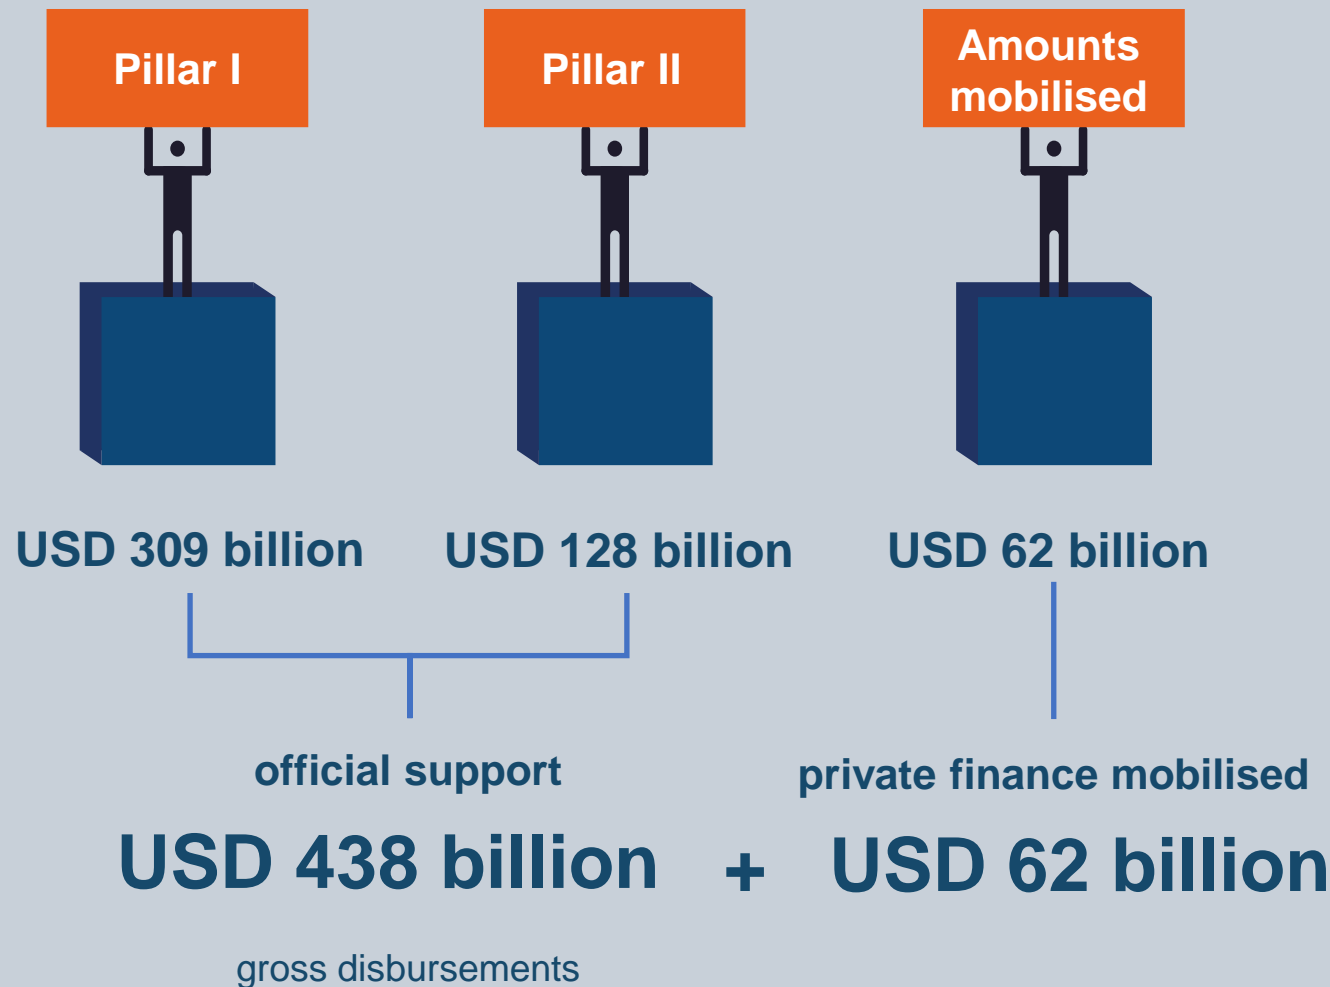 Pillar I
Pillar II
Amounts
mobilised
USD 309 billion
USD 128 billion
USD 62 billion
official support
private finance mobilised
USD 438 billion + USD 62 billion
gross disbursements